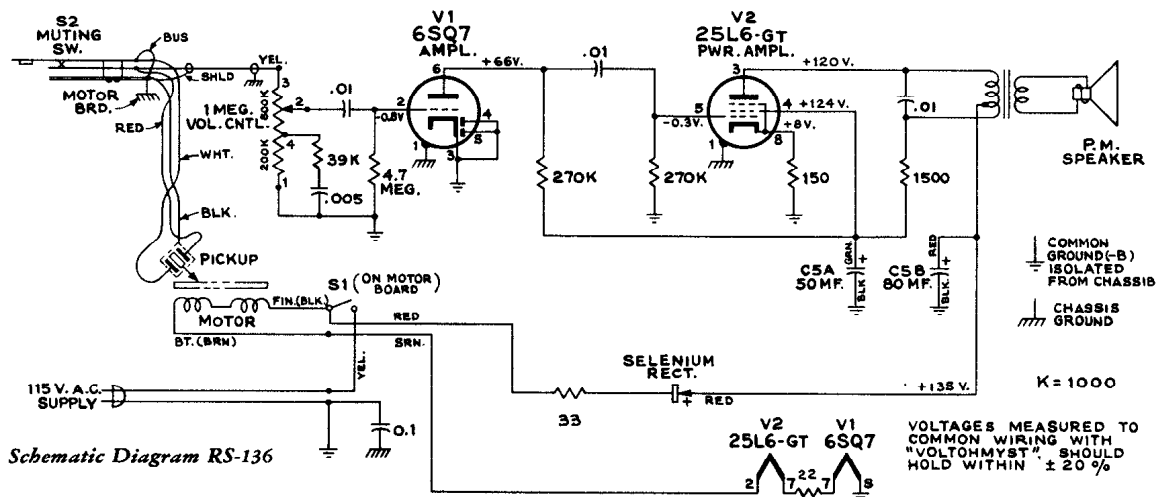 S2
MUTING
SW.
BUS
YEL.
SHLD
MOTOR
BRD.
RED
WHT.
BLK.
PICKUP
3
800K
1 MEG.
VOL. CNTL.
2
4
200K
1
39K
.005
.01
4.7
MEG.
V1
6SQ7
AMPL.
6
+66V.
2
-0.8V
4
5
1
3
.01
270K
270K
V2
25L6-GT
PWR. AMPL.
3
+120V.
5
-0.3V.
4
+124V.
+8V.
8
1
150
.01
1500
P.M.
SPEAKER
GRN.
BLK
C5A
50 MF.
RED
BLK.
C5B
80 MF.
COMMON
GROUND(-B)
ISOLATED
FROM CHASSIS
CHASSIS
GROUND
K=1000
MOTOR
FIN.(BLK)
S1 (ON MOTOR
BOARD)
BT.(BRN)
RED
BRN.
YEL.
115 V. A.C.
SUPPLY
0.1
33
SELENIUM
RECT.
+
RED
+135 V.
V2
25L6-GT
V1
6SQ7
2
7
22
7
8
VOLTAGES MEASURED TO
COMMON WIRING WITH
"VOLTOHMYST". SHOULD
HOLD WITHIN ± 20 %
Schematic Diagram RS-136